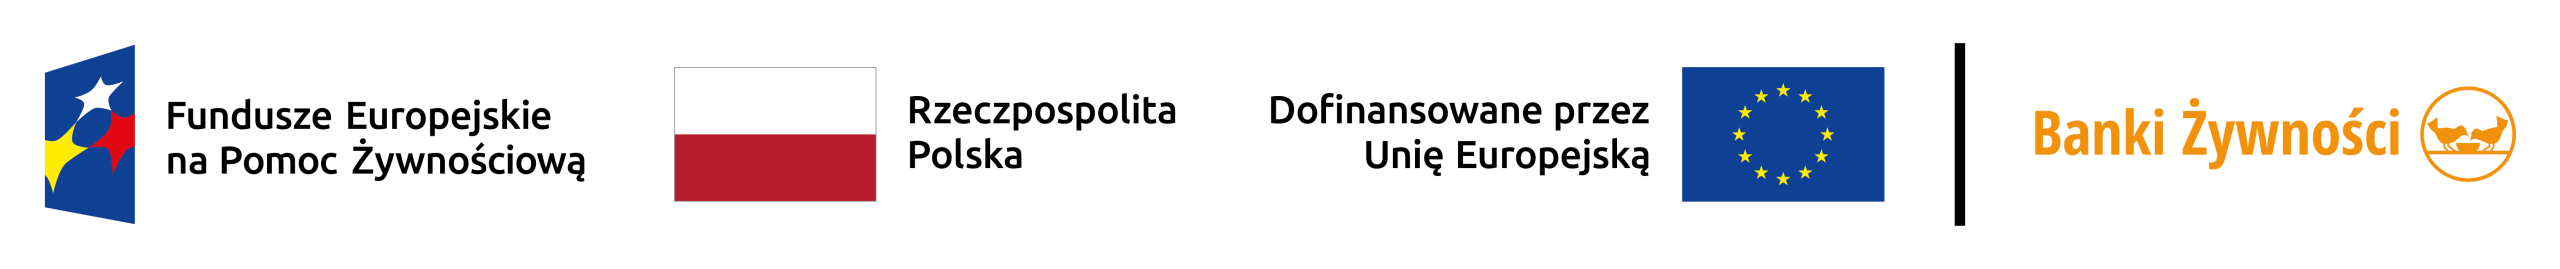 Fundusze Europejskie
na Pomoc Żywnościową
Rzeczpospolita
Polska
Dofinansowane przez
Unię Europejską
Banki Żywności